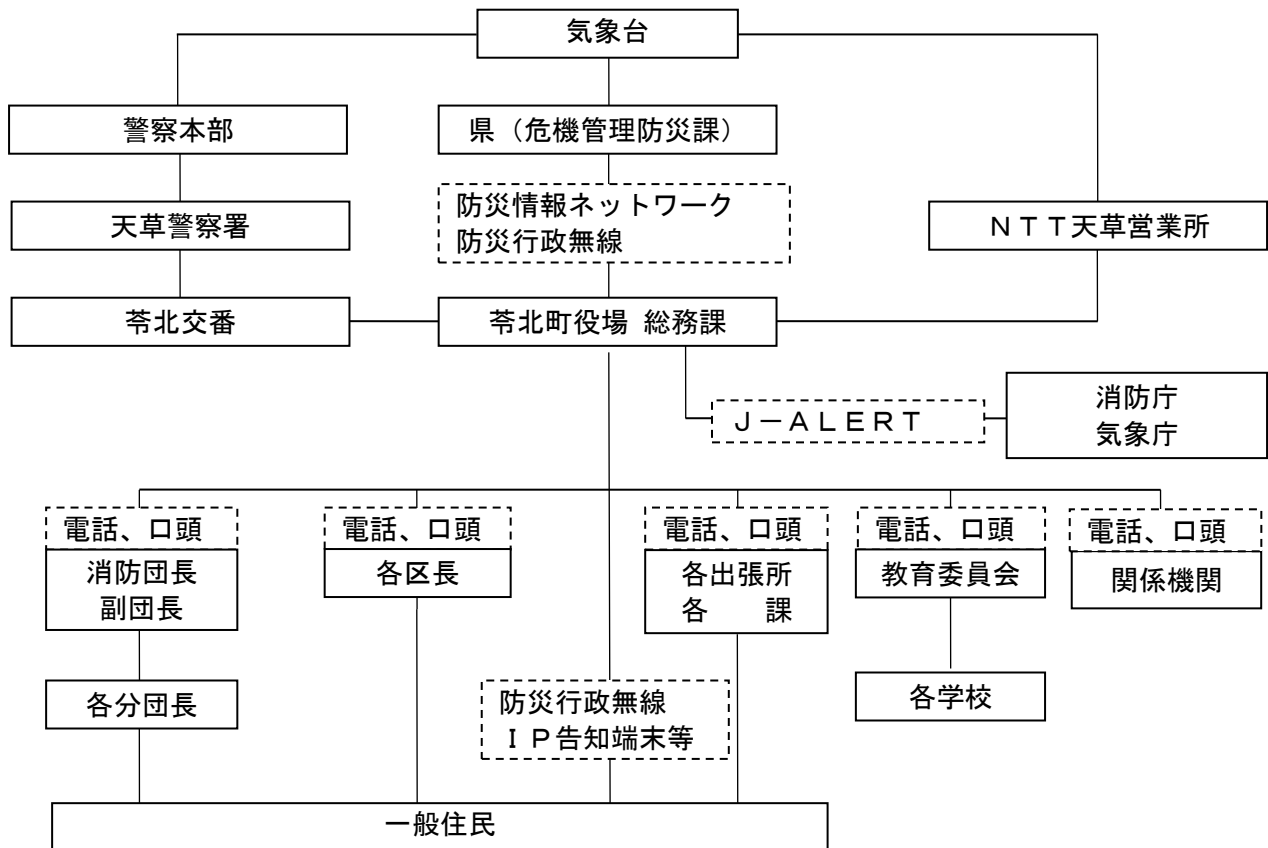 気象台
警察本部
県（危機管理防災課）
防災情報ネットワーク
防災行政無線
天草警察署
ＮＴＴ天草営業所
苓北交番
苓北町役場 総務課
Ｊ－ＡＬＥＲＴ
消防庁
気象庁
電話、口頭
消防団長
副団長
電話、口頭
各区長
電話、口頭
各出張所
各　　課
電話、口頭
教育委員会
電話、口頭
関係機関
各分団長
防災行政無線
ＩＰ告知端末等
各学校
一般住民